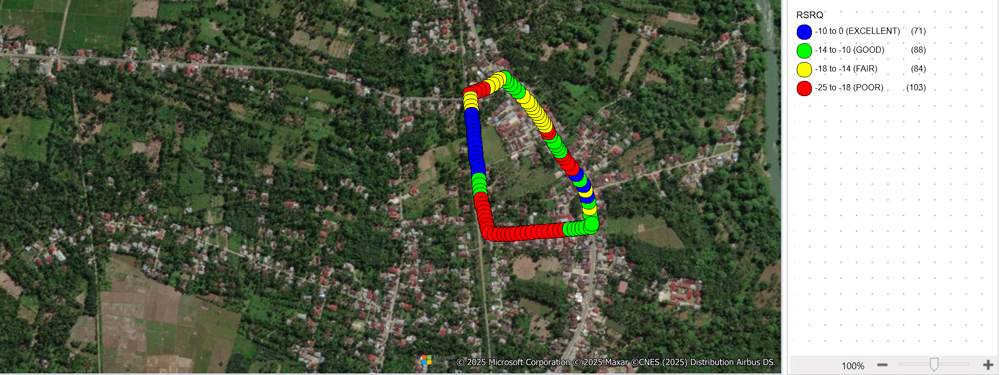 RSRQ
-10 to 0 (EXCELLENT) (71)
-14 to -10 (GOOD) (88)
-18 to -14 (FAIR) (84)
-25 to -18 (POOR) (103)
Microsoft
Bing
© 2025 Microsoft Corporation © 2025 Maxar ©CNES (2025) Distribution Airbus DS
100%